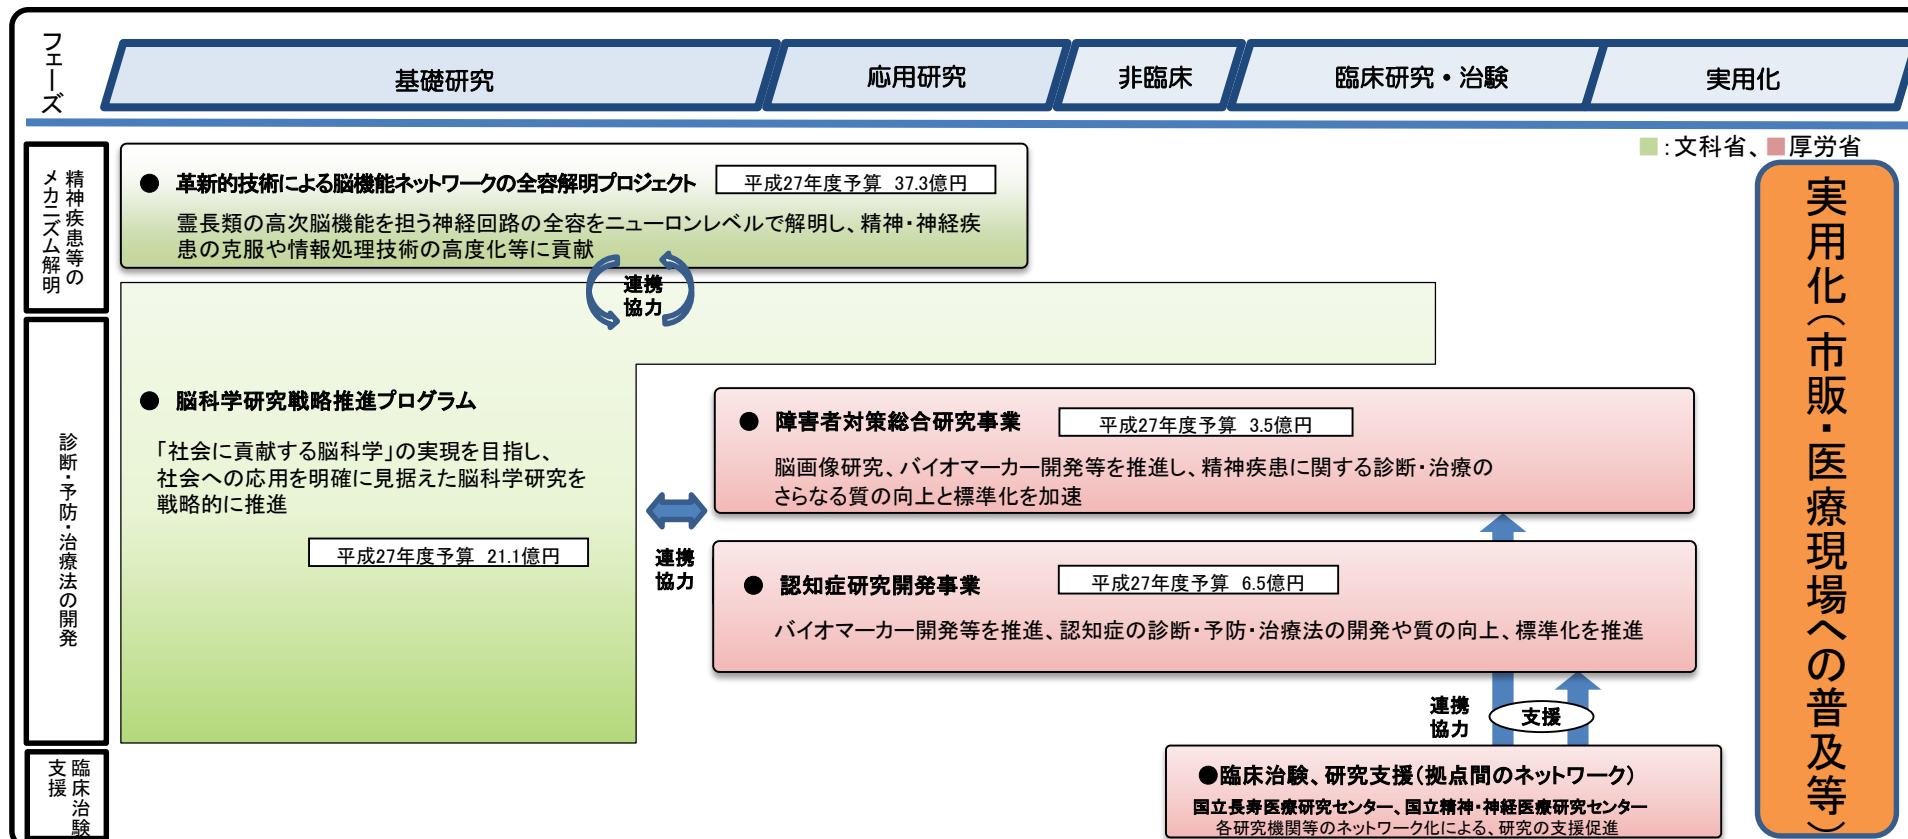 フェーズ
基礎研究
応用研究
非臨床
臨床研究・治験
実用化
■:文科省、■厚労省
精神疾患等の
メカニズム解明
● 革新的技術による脳機能ネットワークの全容解明プロジェクト
平成27年度予算 37.3億円
霊長類の高次脳機能を担う神経回路の全容をニューロンレベルで解明し、精神・神経疾
患の克服や情報処理技術の高度化等に貢献
連携
協力
診断・予防・治療法の開発
● 脳科学研究戦略推進プログラム
「社会に貢献する脳科学」の実現を目指し、
社会への応用を明確に見据えた脳科学研究を
戦略的に推進
平成27年度予算 21.1億円
連携
協力
● 障害者対策総合研究事業
平成27年度予算 3.5億円
脳画像研究、バイオマーカー開発等を推進し、精神疾患に関する診断・治療の
さらなる質の向上と標準化を加速
● 認知症研究開発事業
平成27年度予算 6.5億円
バイオマーカー開発等を推進、認知症の診断・予防・治療法の開発や質の向上、標準化を推進
連携
協力
支援
臨床治験
支援
●臨床治験、研究支援(拠点間のネットワーク)
国立長寿医療研究センター、国立精神・神経医療研究センター
各研究機関等のネットワーク化による、研究の支援促進
実用化(市販・医療現場への普及等)